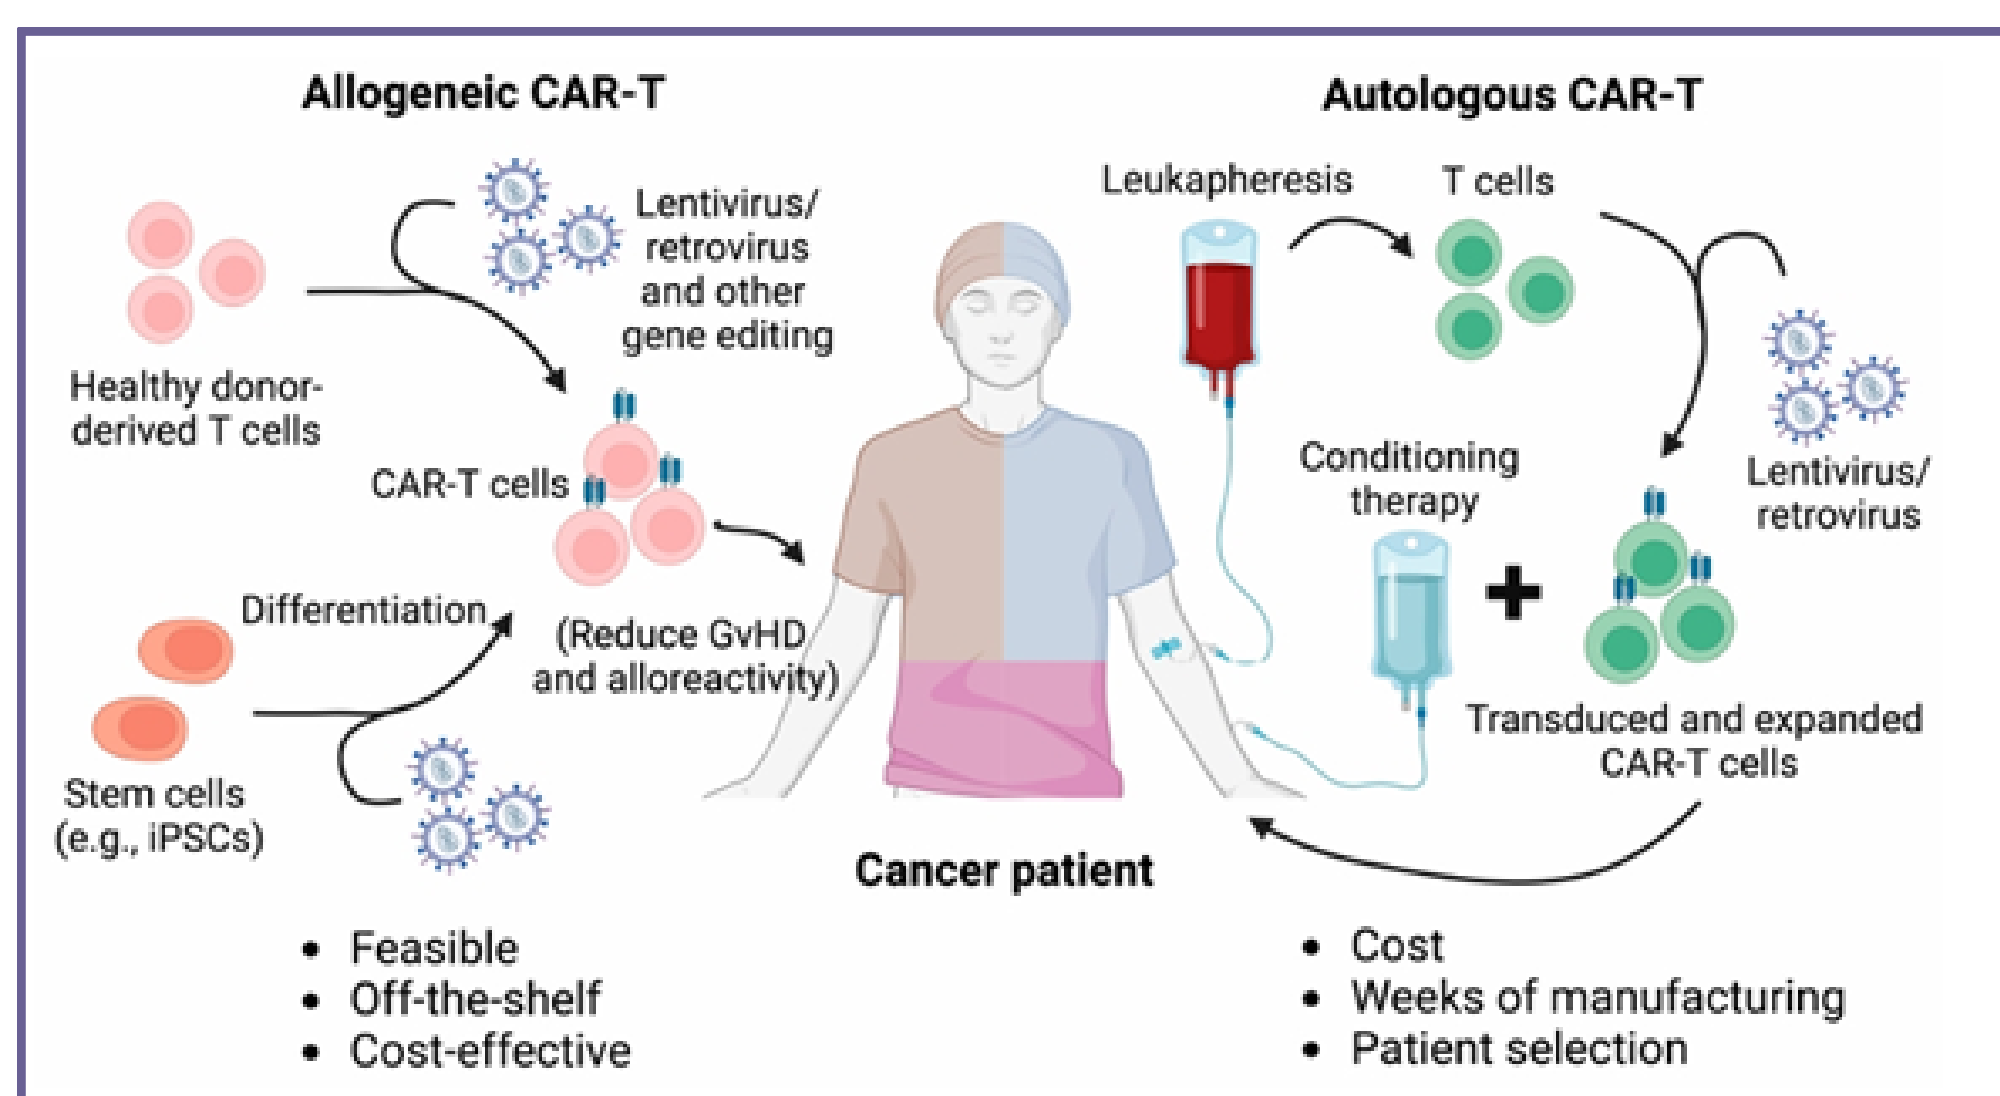 Allogeneic CAR-T
Lentivirus/
retrovirus
and other
gene editing
Healthy donor-
derived T cells
CAR-T cells
Differentiation
(Reduce GvHD
and alloreactivity)
Stem cells
(e.g., iPSCs)
• Feasible
• Off-the-shelf
• Cost-effective
Cancer patient
Autologous CAR-T
Leukapheresis
T cells
Conditioning
therapy
Lentivirus/
retrovirus
Transduced and expanded
CAR-T cells
• Cost
• Weeks of manufacturing
• Patient selection